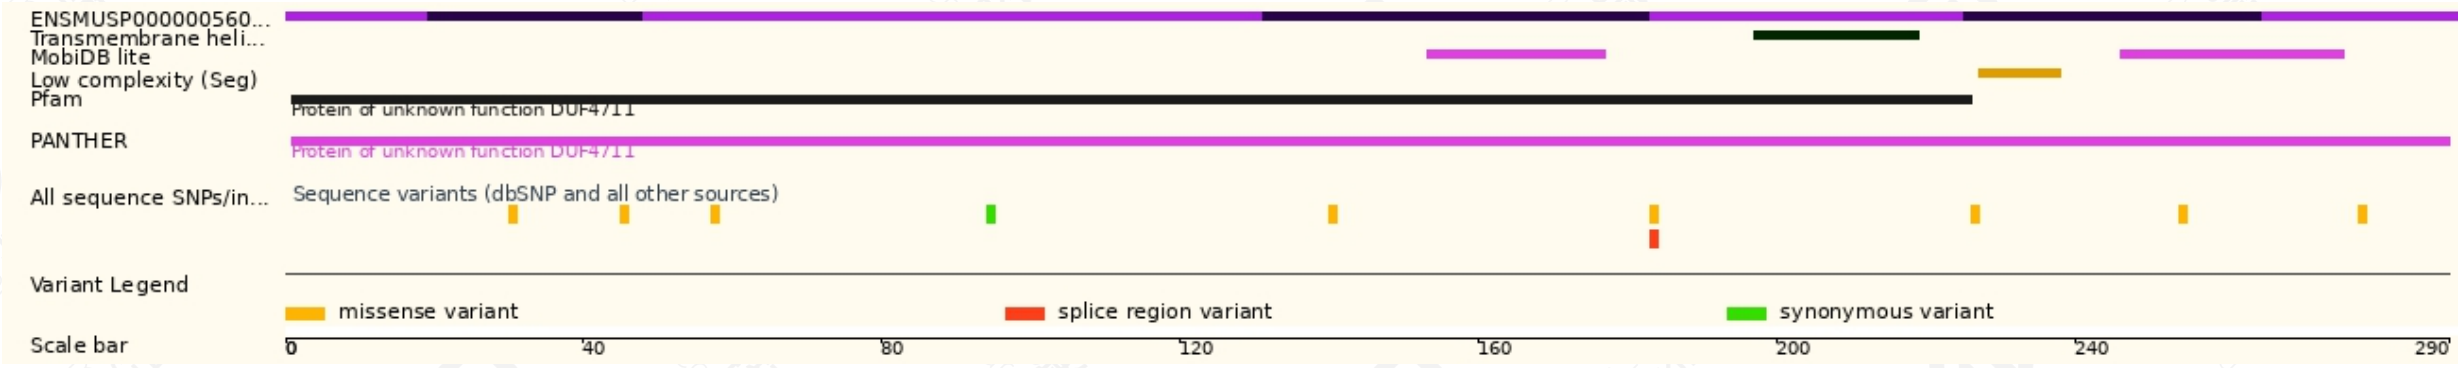 ENSMUSP000000560...
Transmembrane heli...
MobiDB lite
Low complexity (Seg)
Pfam
Protein of unknown function DUF4711
PANTHER
Protein of unknown function DUF4711
All sequence SNPs/in...
Sequence variants (dbSNP and all other sources)
Variant Legend
missense variant splice region variant synonymous variant
Scale bar 0 40 80 120 160 200 240 290